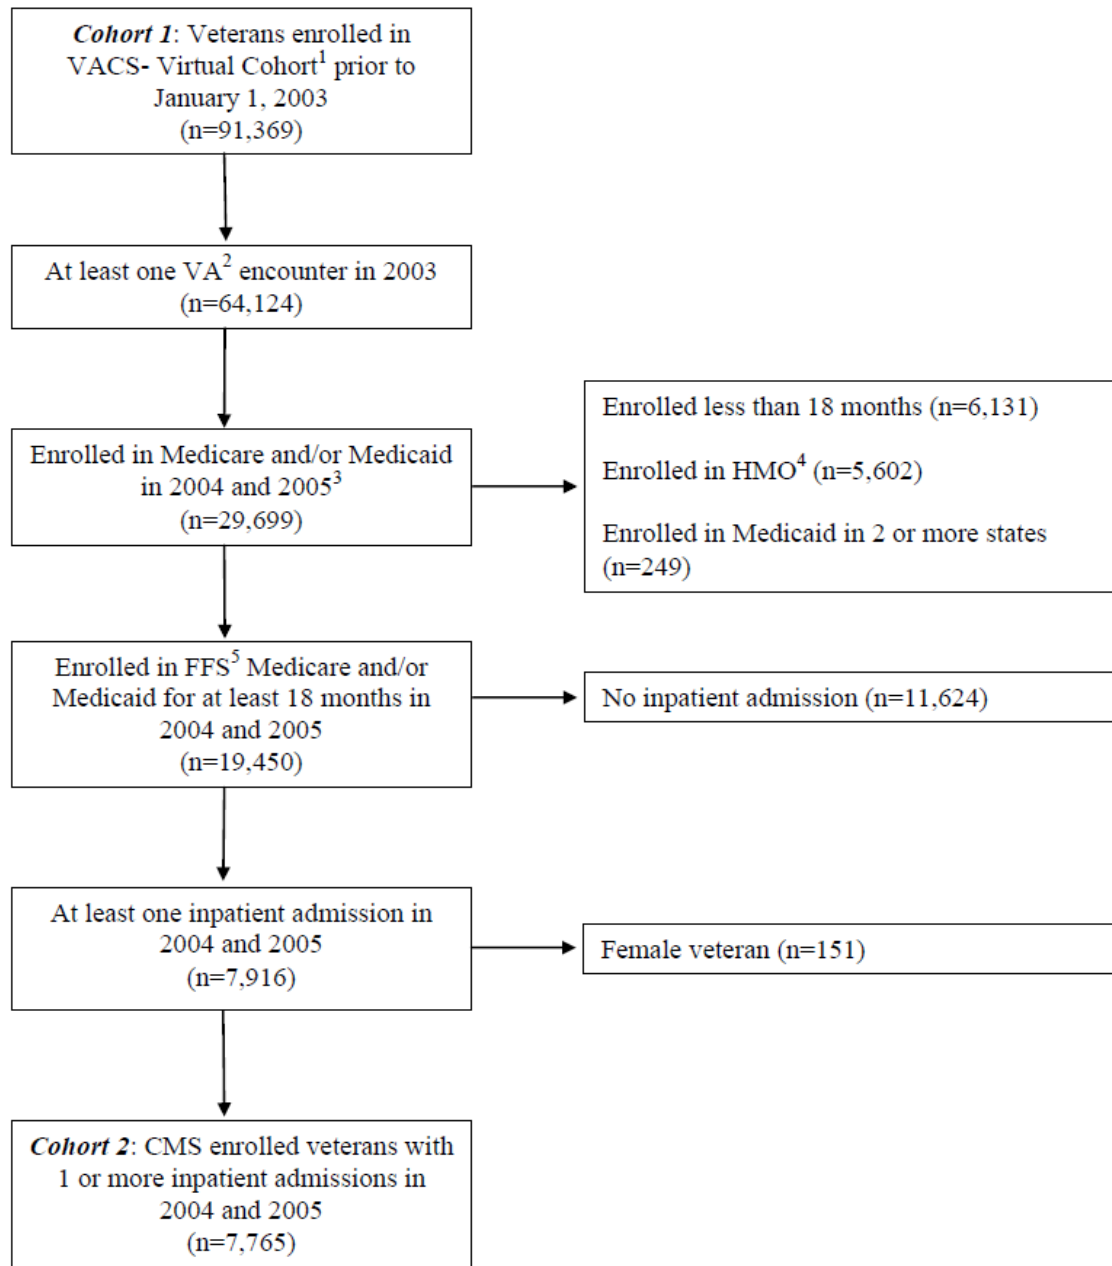 Cohort 1: Veterans enrolled in
VACS- Virtual Cohort¹ prior to
January 1, 2003
(n=91,369)
At least one VA² encounter in 2003
(n=64,124)
Enrolled in Medicare and/or Medicaid
in 2004 and 2005³
(n=29,699)
Enrolled less than 18 months (n=6,131)
Enrolled in HMO⁴ (n=5,602)
Enrolled in Medicaid in 2 or more states
(n=249)
Enrolled in FFS⁵ Medicare and/or
Medicaid for at least 18 months in
2004 and 2005
(n=19,450)
No inpatient admission (n=11,624)
At least one inpatient admission in
2004 and 2005
(n=7,916)
Female veteran (n=151)
Cohort 2: CMS enrolled veterans with
1 or more inpatient admissions in
2004 and 2005
(n=7,765)